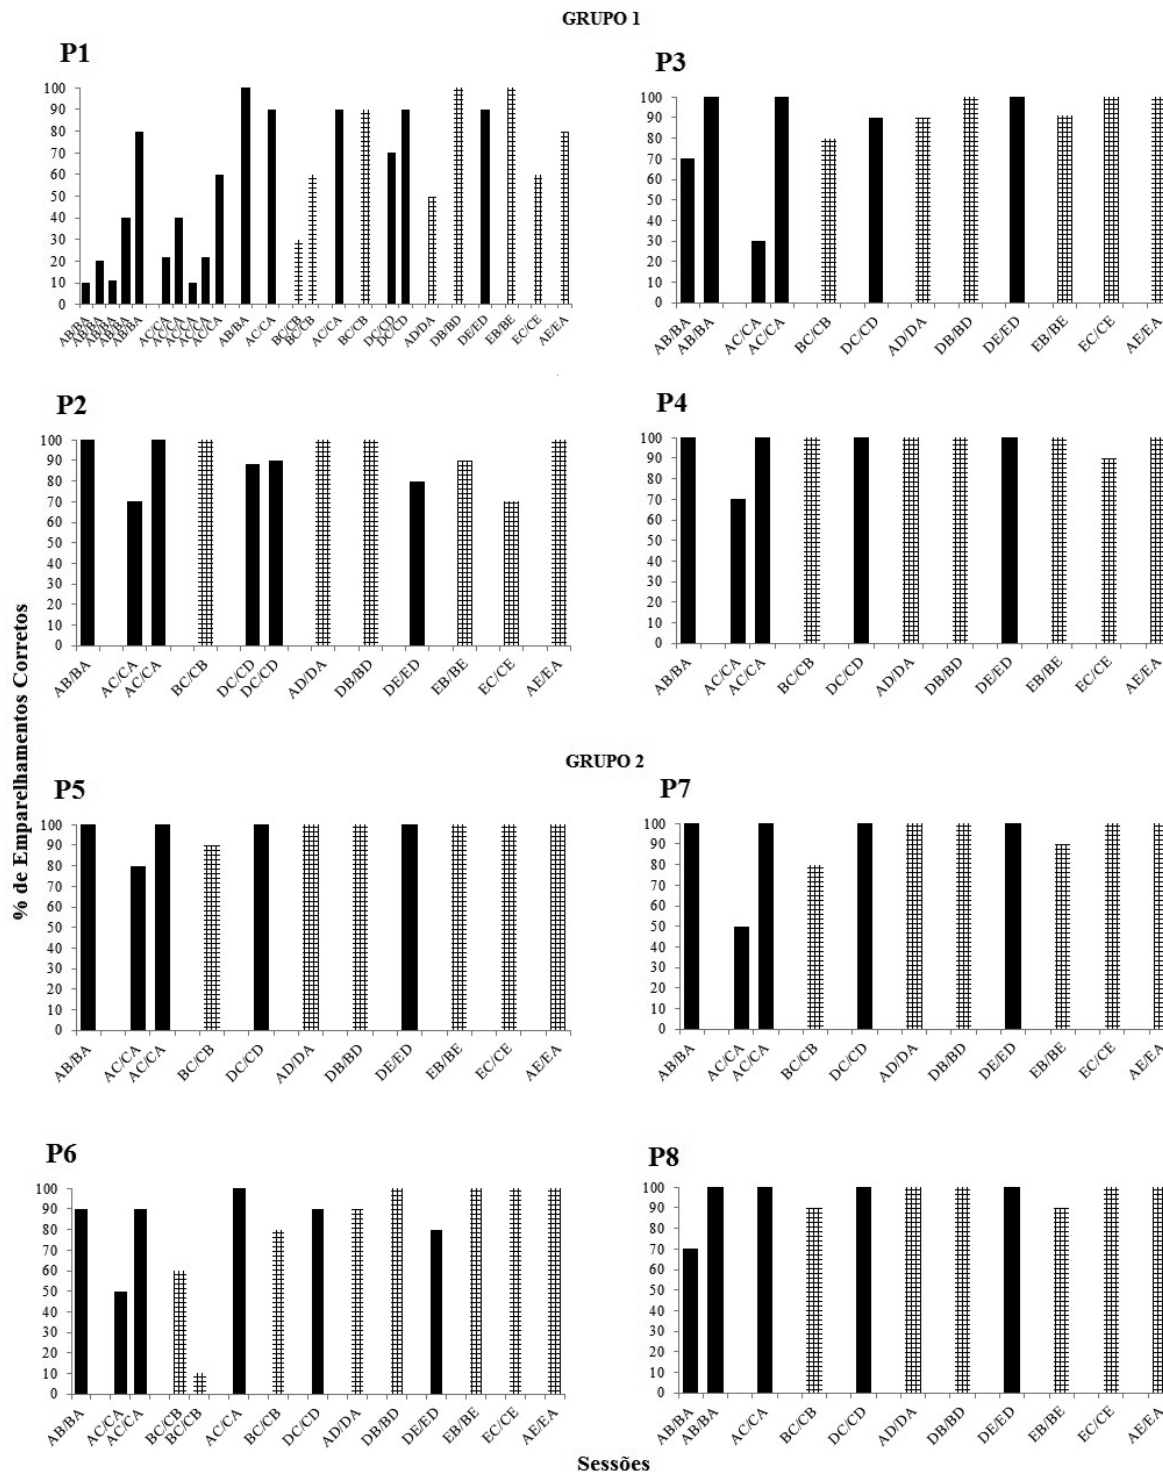 GRUPO 1
P1
100
90
80
70
60
50
40
30
20
10
0
AB/BA
AB/BA
AB/BA
AB/BA
AB/BA
AC/CA
AC/CA
AC/CA
AC/CA
AC/CA
AB/BA
AC/CA
BC/CB
BC/CB
AC/CA
BC/CB
DC/CD
DC/CD
AD/DA
DB/BD
DE/ED
EB/BE
EC/CE
AE/EA
P3
100
90
80
70
60
50
40
30
20
10
0
AB/BA
AB/BA
AC/CA
AC/CA
BC/CB
DC/CD
AD/DA
DB/BD
DE/ED
EB/BE
EC/CE
AE/EA
P2
100
90
80
70
60
50
40
30
20
10
0
AB/BA
AC/CA
AC/CA
BC/CB
DC/CD
DC/CD
AD/DA
DB/BD
DE/ED
EB/BE
EC/CE
AE/EA
P4
100
90
80
70
60
50
40
30
20
10
0
AB/BA
AC/CA
AC/CA
BC/CB
DC/CD
AD/DA
DB/BD
DE/ED
EB/BE
EC/CE
AE/EA
% de Emparelhamentos Corretos
GRUPO 2
P5
100
90
80
70
60
50
40
30
20
10
0
AB/BA
AC/CA
AC/CA
BC/CB
DC/CD
AD/DA
DB/BD
DE/ED
EB/BE
EC/CE
AE/EA
P7
100
90
80
70
60
50
40
30
20
10
0
AB/BA
AC/CA
AC/CA
BC/CB
DC/CD
AD/DA
DB/BD
DE/ED
EB/BE
EC/CE
AE/EA
P6
100
90
80
70
60
50
40
30
20
10
0
AB/BA
AC/CA
AC/CA
BC/CB
BC/CB
AC/CA
BC/CB
DC/CD
AD/DA
DB/BD
DE/ED
EB/BE
EC/CE
AE/EA
P8
100
90
80
70
60
50
40
30
20
10
0
AB/BA
AB/BA
AC/CA
BC/CB
DC/CD
AD/DA
DB/BD
DE/ED
EB/BE
EC/CE
AE/EA
Sessões